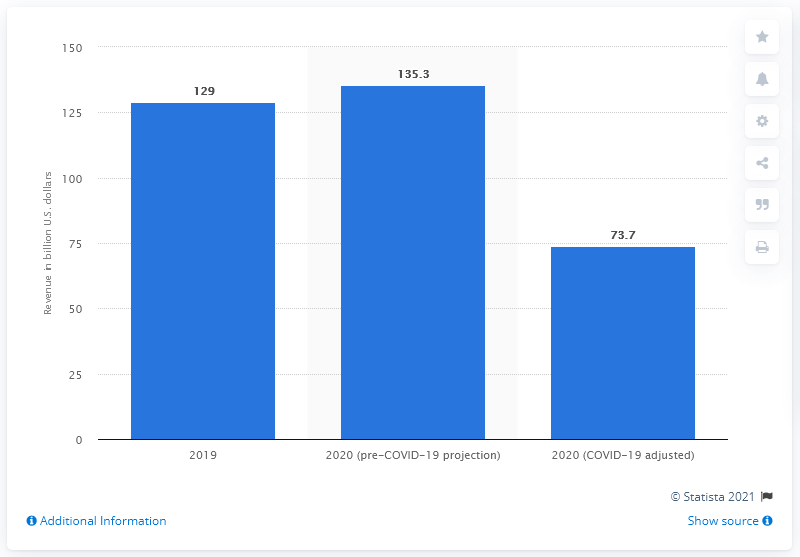 150
135.3
129
125
100
75
73.7
50
25
0
Revenue in billion U.S. dollars
2019
2020 (pre-COVID-19 projection)
2020 (COVID-19 adjusted)
© Statista 2021
Additional Information
Show source